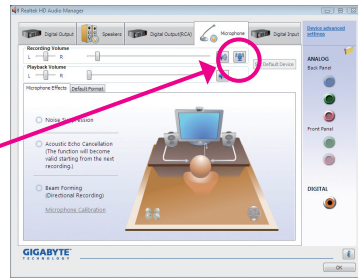 Realtek HD Audio Manager
Digital Output
Speakers
Digital Output(RCA)
Microphone
Digital Input
Device advanced
settings
Recording Volume
L
R
Default Device
Playback Volume
L
R
Microphone Effects
Default Format
Noise Suppression
Acoustic Echo Cancellation
(The function will become
valid starting from the next
recording.)
Beam Forming
(Directional Recording)
Microphone Calibration
ANALOG
Back Panel
Front Panel
DIGITAL
GIGABYTE
TECHNOLOGY
OK